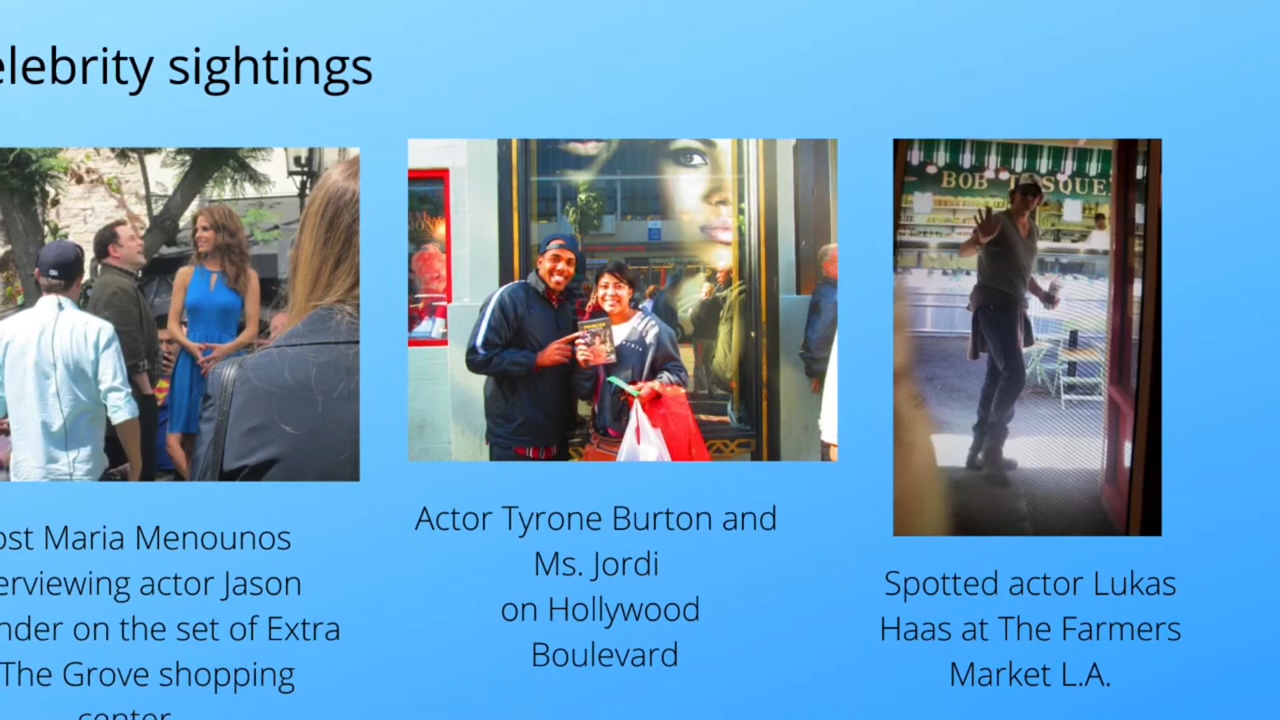 elebrity sightings
BOB
ost Maria Menounos
erviewing actor Jason
nder on the set of Extra
The Grove shopping
center
Actor Tyrone Burton and
Ms. Jordi
on Hollywood
Boulevard
Spotted actor Lukas
Haas at The Farmers
Market L.A.